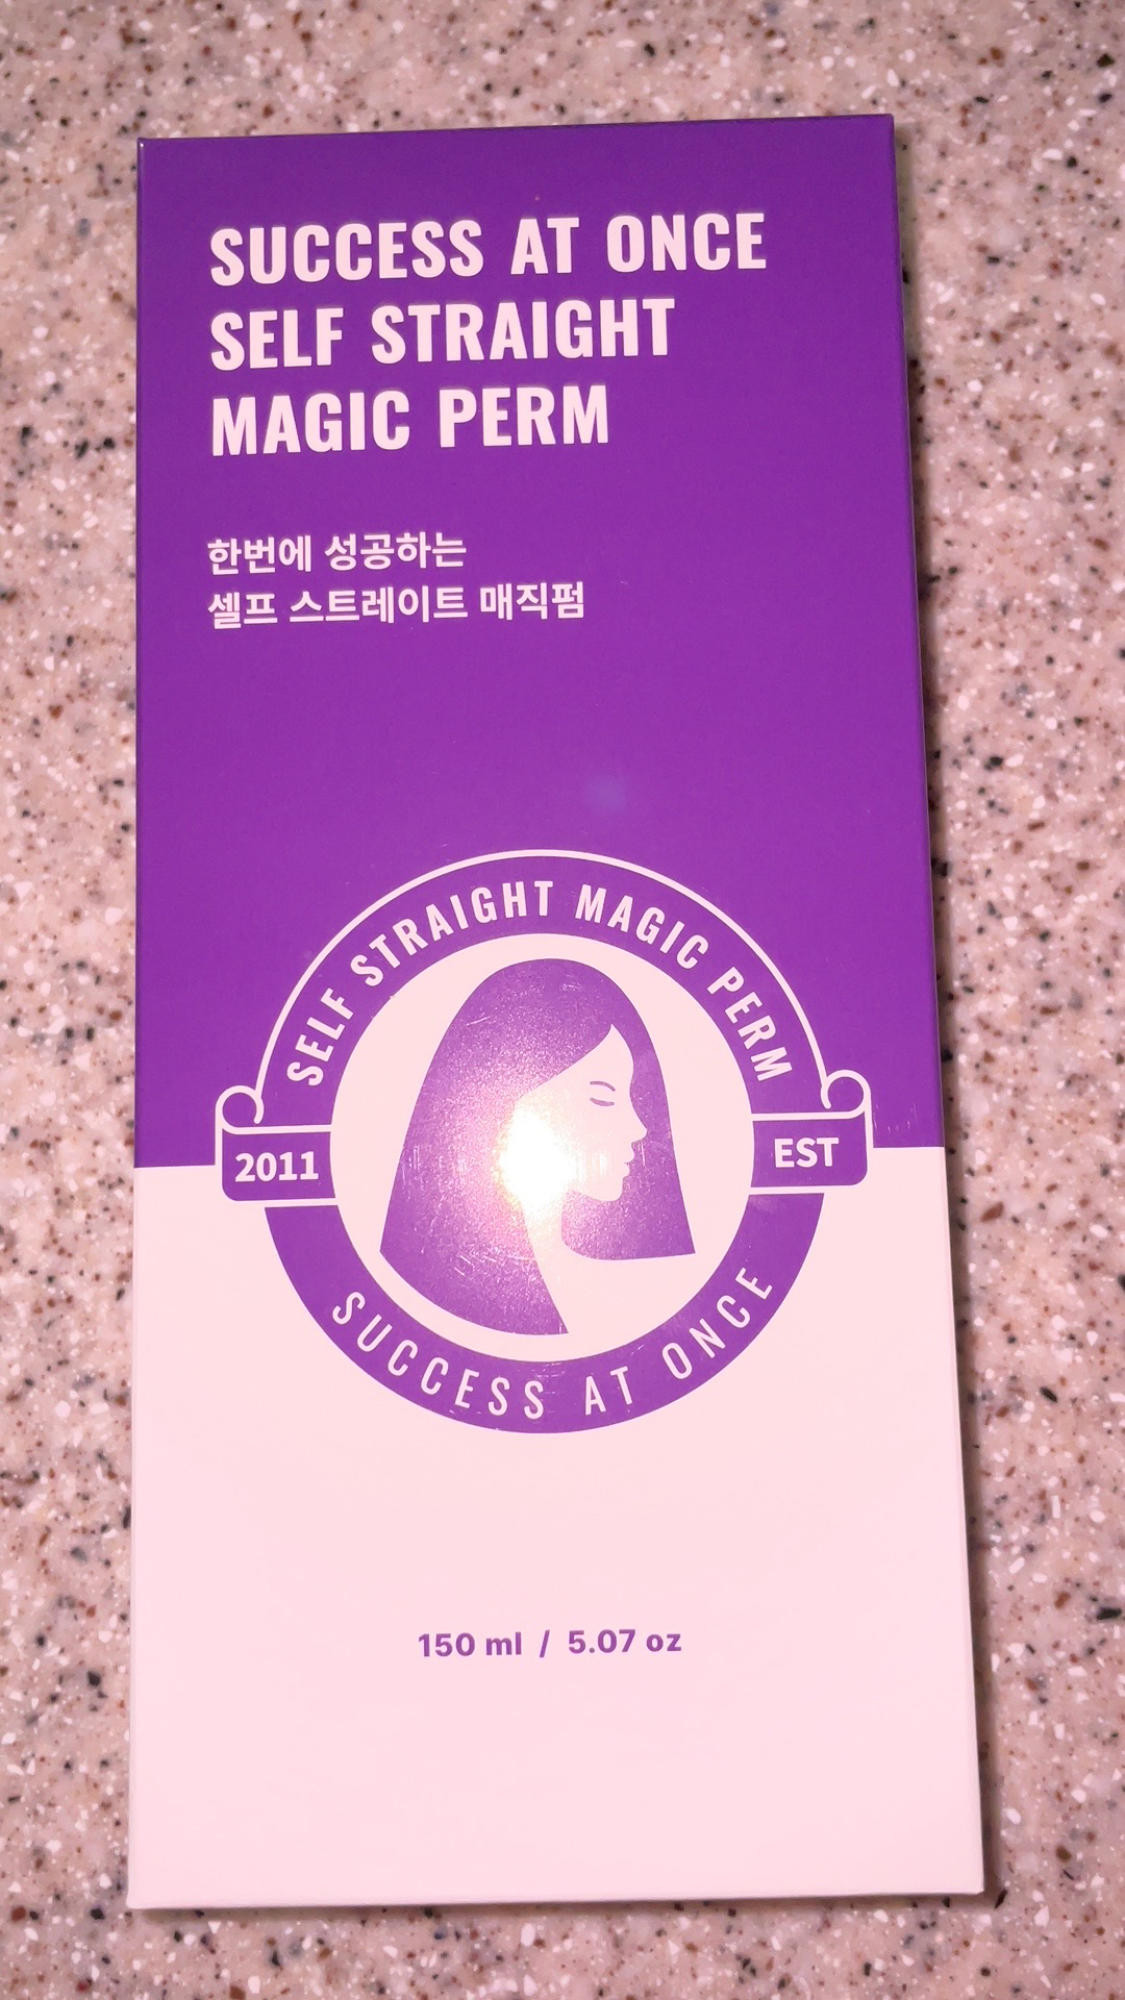 SUCCESS AT ONCE
SELF STRAIGHT
MAGIC PERM
한번에 성공하는
셀프 스트레이트 매직펌
SELF STRAIGHT MAGIC PERM
2011
EST
SUCCESS AT ONCE
150 ml / 5.07 oz